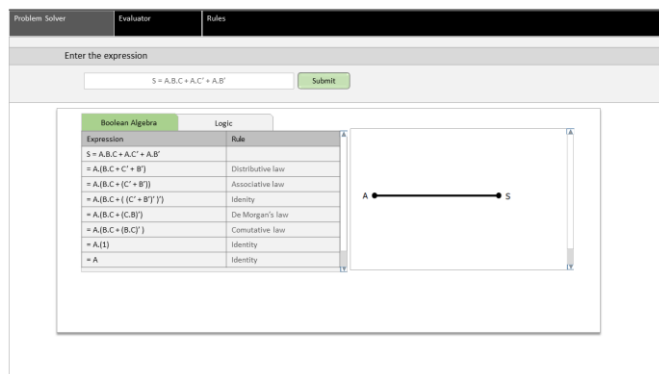 Problem Solver Evaluator Rules
Enter the expression
S = A.B.C + A.C' + A.B' Submit
Boolean Algebra Logic
Expression Rule
S = A.B.C + A.C' + A.B'
= A.(B.C + C' + B') Distributive law
= A.(B.C + (C' + B')) Associative law
= A.(B.C + ( (C' + B')' )') Idenity
= A.(B.C + (C.B)') De Morgan's law
= A.(B.C + (B.C)' ) Comutative law
= A.(1) Identity
= A Identity
A S